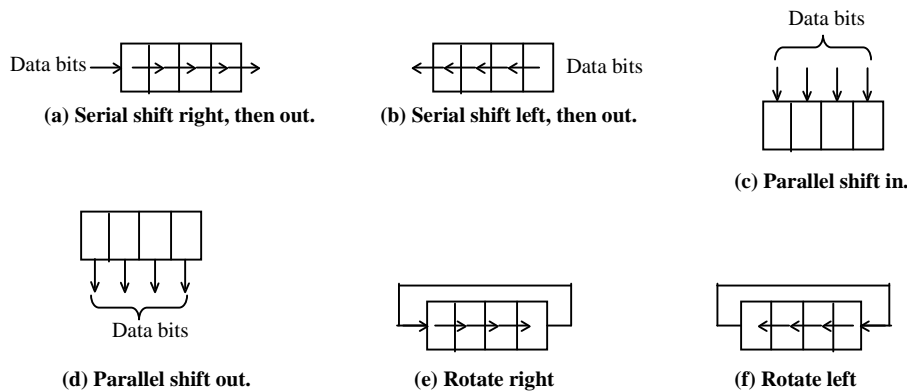 Data bits
Data bits
Data bits
(a) Serial shift right, then out.
(b) Serial shift left, then out.
(c) Parallel shift in.
Data bits
(d) Parallel shift out.
(e) Rotate right
(f) Rotate left